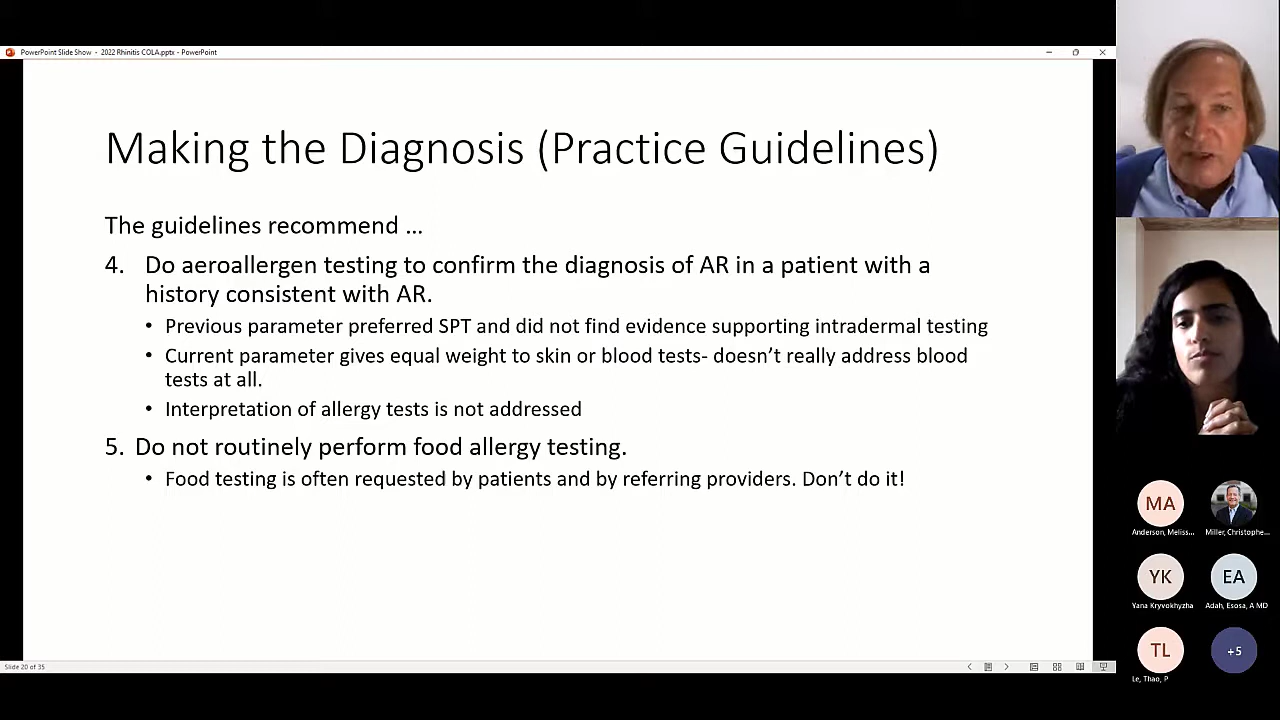 PowerPoint Slide Show - 2022 Rhinitis COLA.pptx - PowerPoint
Making the Diagnosis (Practice Guidelines)
The guidelines recommend ...
4. Do aeroallergen testing to confirm the diagnosis of AR in a patient with a
history consistent with AR.
• Previous parameter preferred SPT and did not find evidence supporting intradermal testing
• Current parameter gives equal weight to skin or blood tests- doesn’t really address blood
tests at all.
• Interpretation of allergy tests is not addressed
5. Do not routinely perform food allergy testing.
• Food testing is often requested by patients and by referring providers. Don’t do it!
Slide 20 of 35
MA
Anderson, Meliss...
Miller, Christophe...
YK
Yana Kryvokhyzha
EA
Adah, Esosa, A MD
TL
Le, Thao, P
+5